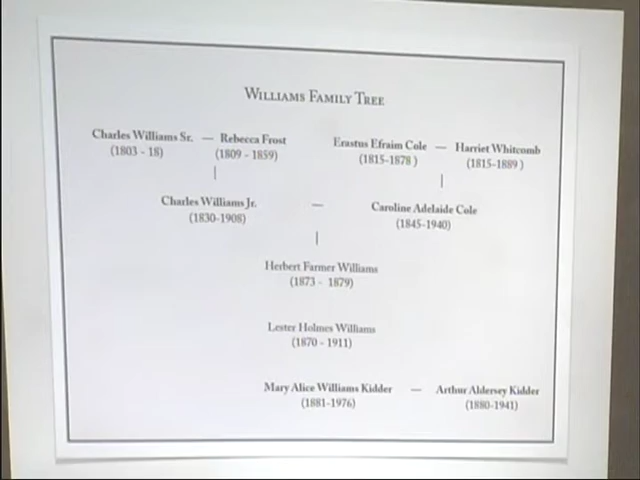 Williams Family Tree
Charles Williams Sr. — Rebecca Frost
(1803 - 18) (1809 - 1859)
Erastus Efraim Cole — Harriet Whitcomb
(1815-1878 ) (1815-1889 )
Charles Williams Jr. — Caroline Adelaide Cole
(1830-1908) (1845-1940)
Herbert Farmer Williams
(1873 - 1879)
Lester Holmes Williams
(1870 - 1911)
Mary Alice Williams Kidder — Arthur Aldersey Kidder
(1881-1976) (1880-1941)